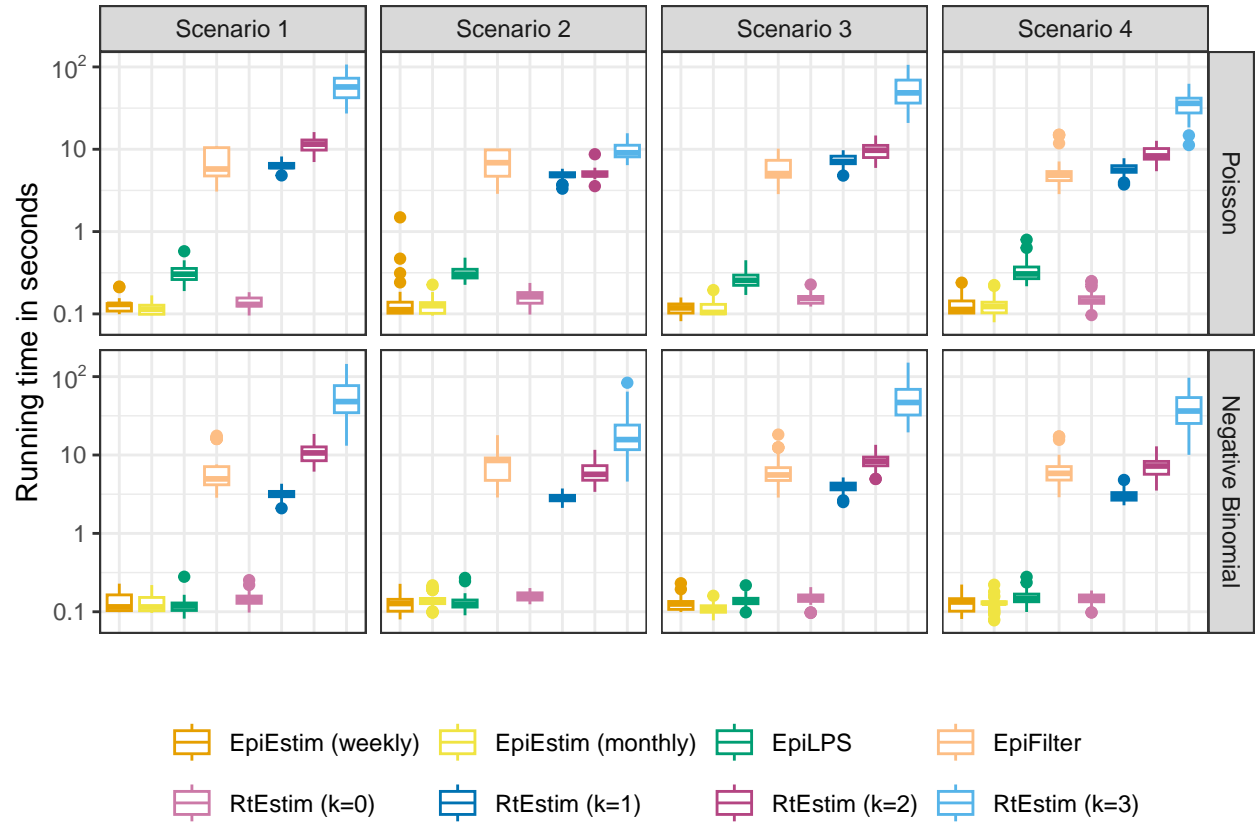 Scenario 1
Scenario 2
Scenario 3
Scenario 4
Running time in seconds
10²
10
1
0.1
Poisson
10²
10
1
0.1
Negative Binomial
EpiEstim (weekly)
EpiEstim (monthly)
EpiLPS
EpiFilter
RtEstim (k=0)
RtEstim (k=1)
RtEstim (k=2)
RtEstim (k=3)